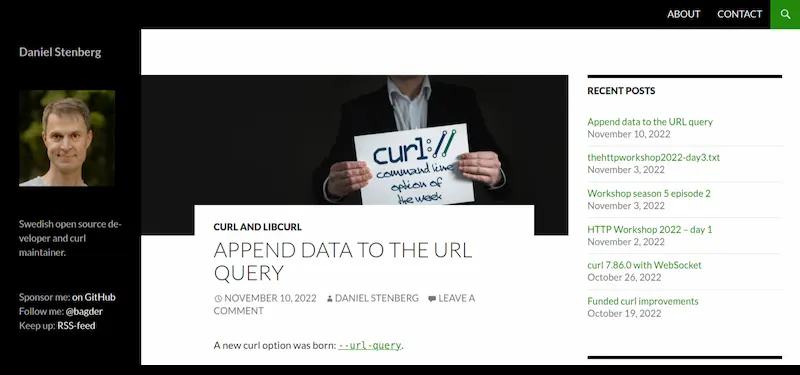 ABOUT
CONTACT
Daniel Stenberg
Swedish open source de-
veloper and curl
maintainer.
Sponsor me: on GitHub
Follow me: @bagder
Keep up: RSS-feed
curl://
command line
option of
the week
CURL AND LIBCURL
APPEND DATA TO THE URL
QUERY
NOVEMBER 10, 2022 DANIEL STENBERG LEAVE A
COMMENT
A new curl option was born: --url-query.
RECENT POSTS
Append data to the URL query
November 10, 2022
thehttpworkshop2022-day3.txt
November 3, 2022
Workshop season 5 episode 2
November 3, 2022
HTTP Workshop 2022 – day 1
November 2, 2022
curl 7.86.0 with WebSocket
October 26, 2022
Funded curl improvements
October 19, 2022